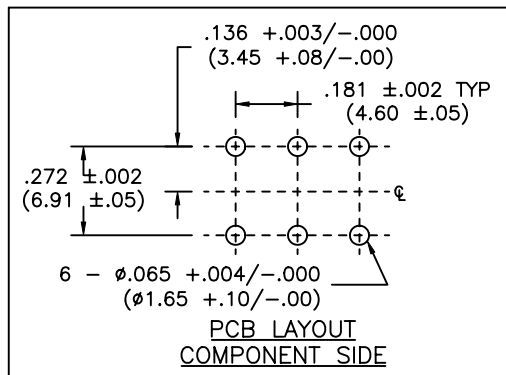 .136 +.003/-.000
(3.45 +.08/-.00)
.181 ±.002 TYP
(4.60 ±.05)
.272 ±.002
(6.91 ±.05)
℄
6 - ø.065 +.004/-.000
(ø1.65 +.10/-.00)
PCB LAYOUT
COMPONENT SIDE